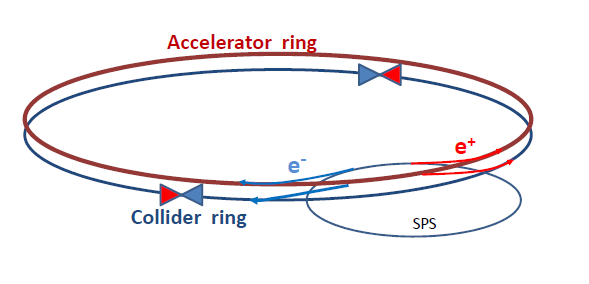 Accelerator ring
e+
e-
Collider ring
SPS